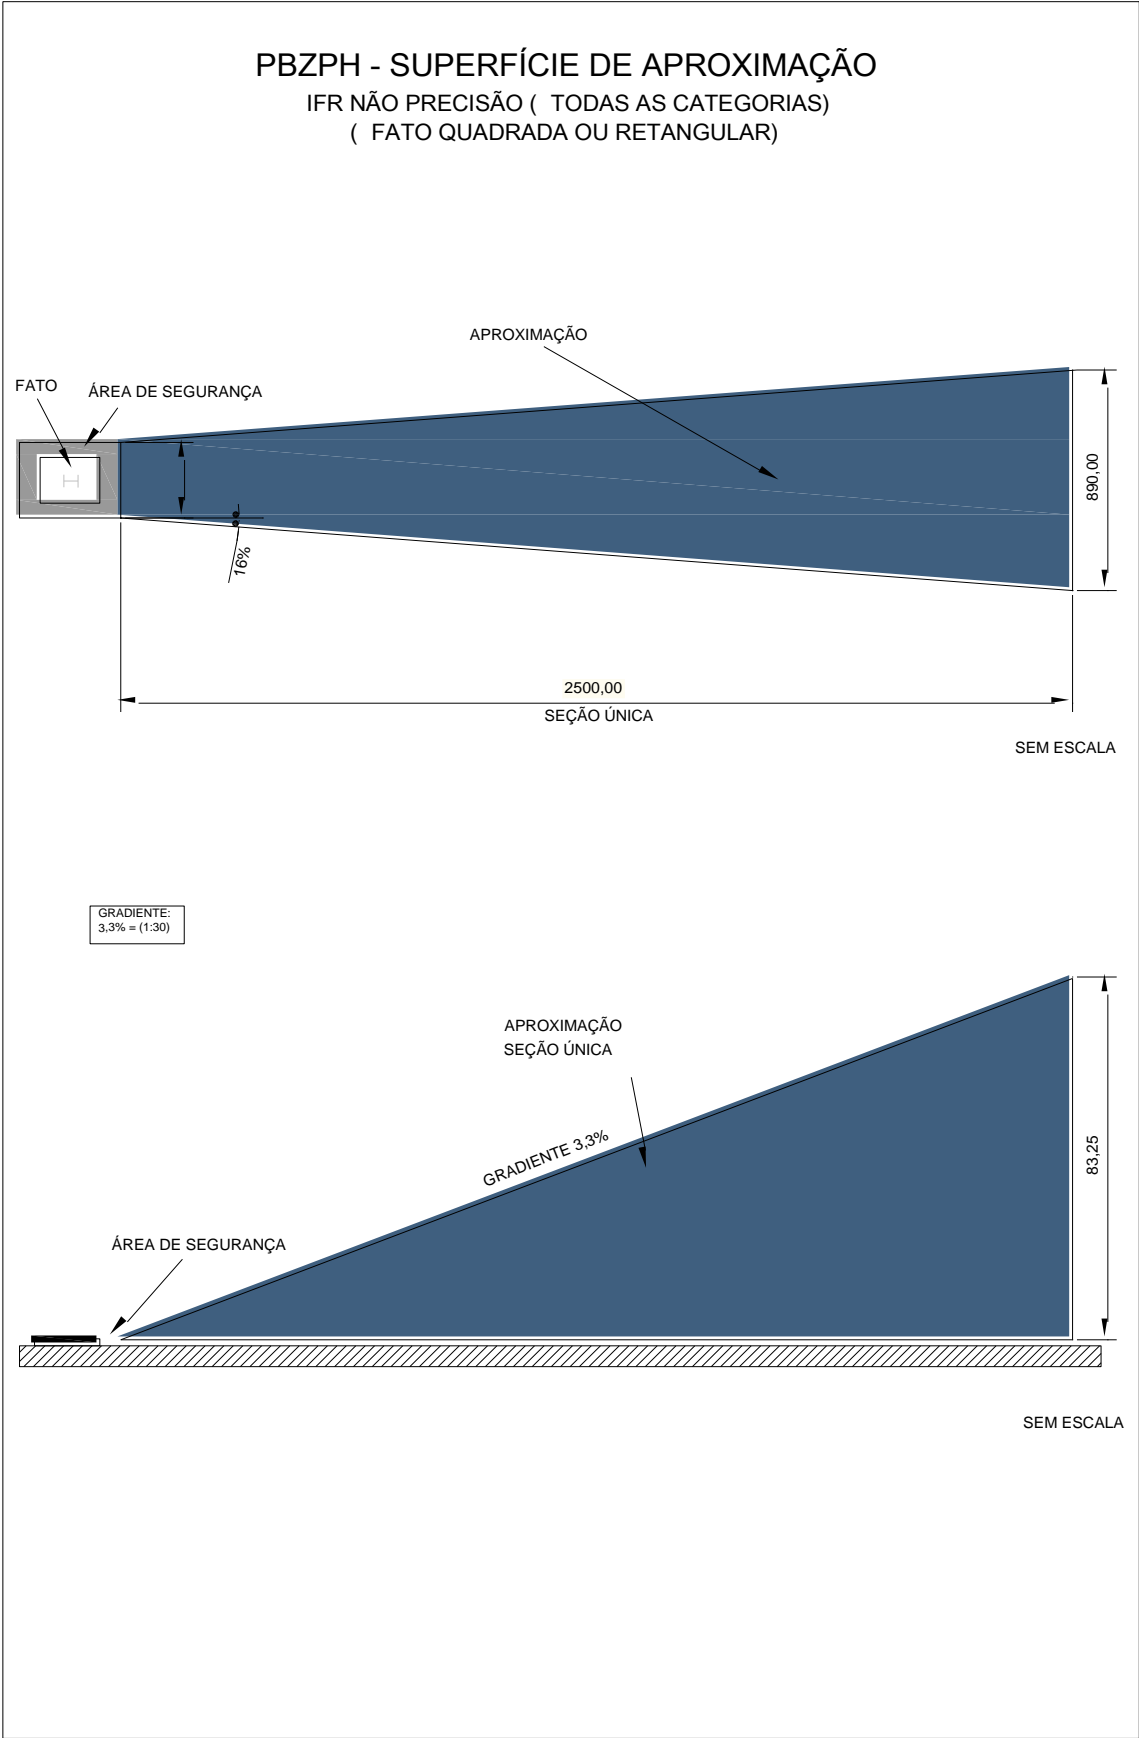 PBZPH - SUPERFÍCIE DE APROXIMAÇÃO
IFR NÃO PRECISÃO ( TODAS AS CATEGORIAS)
( FATO QUADRADA OU RETANGULAR)
APROXIMAÇÃO
FATO
ÁREA DE SEGURANÇA
H
890,00
16%
2500,00
SEÇÃO ÚNICA
SEM ESCALA
GRADIENTE:
3,3% = (1:30)
APROXIMAÇÃO
SEÇÃO ÚNICA
GRADIENTE 3,3%
83,25
ÁREA DE SEGURANÇA
SEM ESCALA